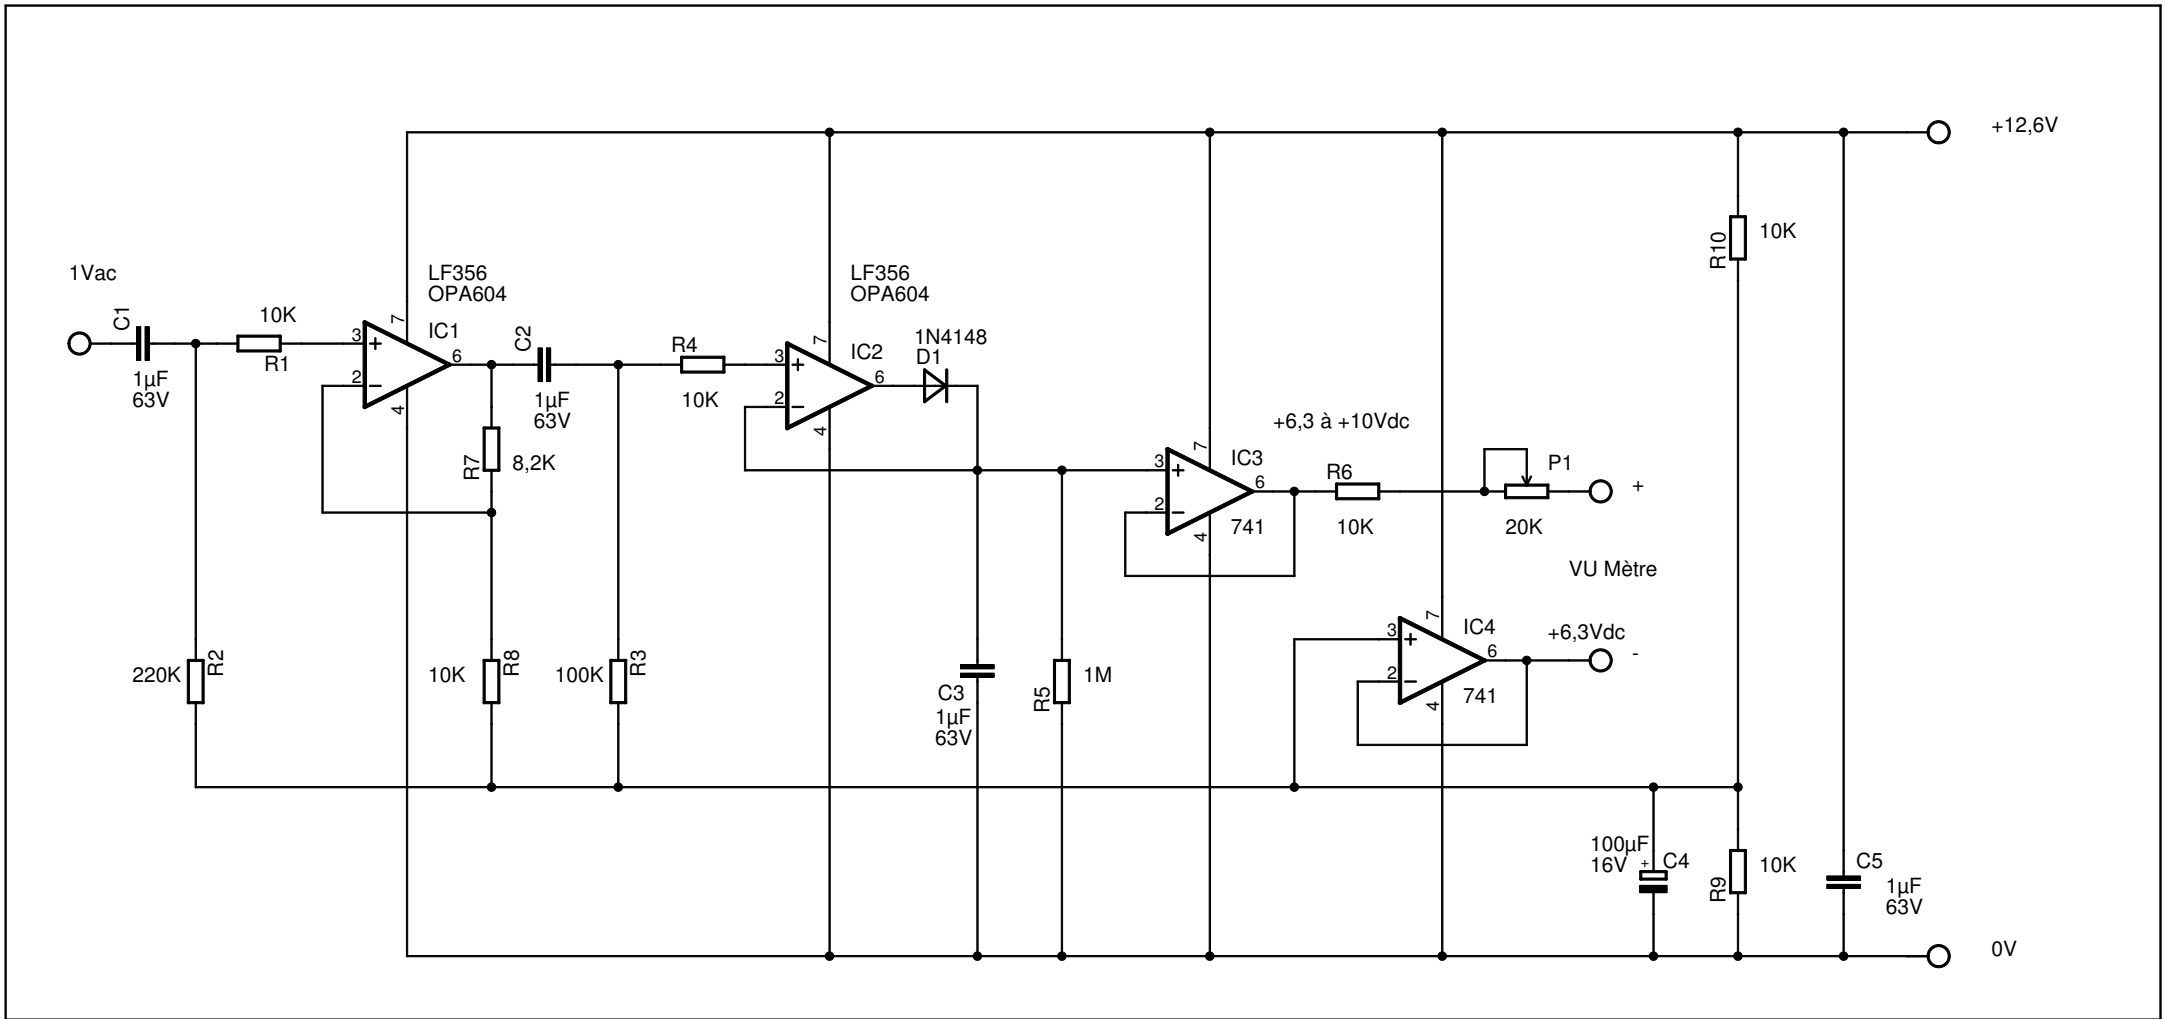 +12,6V
R10
10K
1Vac
LF356
OPA604
LF356
OPA604
C1
10K
R1
1µF
63V
3
+
2
-
7
4
6
IC1
C2
1µF
63V
R7
8,2K
R4
10K
3
+
2
-
7
4
6
IC2
1N4148
D1
+6,3 à +10Vdc
3
+
2
-
7
4
6
IC3
741
R6
10K
P1
20K
+
VU Mètre
220K
R2
10K
R8
100K
R3
C3
1µF
63V
R5
1M
3
+
2
-
7
4
6
IC4
741
+6,3Vdc
-
100µF
16V
+
C4
R9
10K
C5
1µF
63V
0V